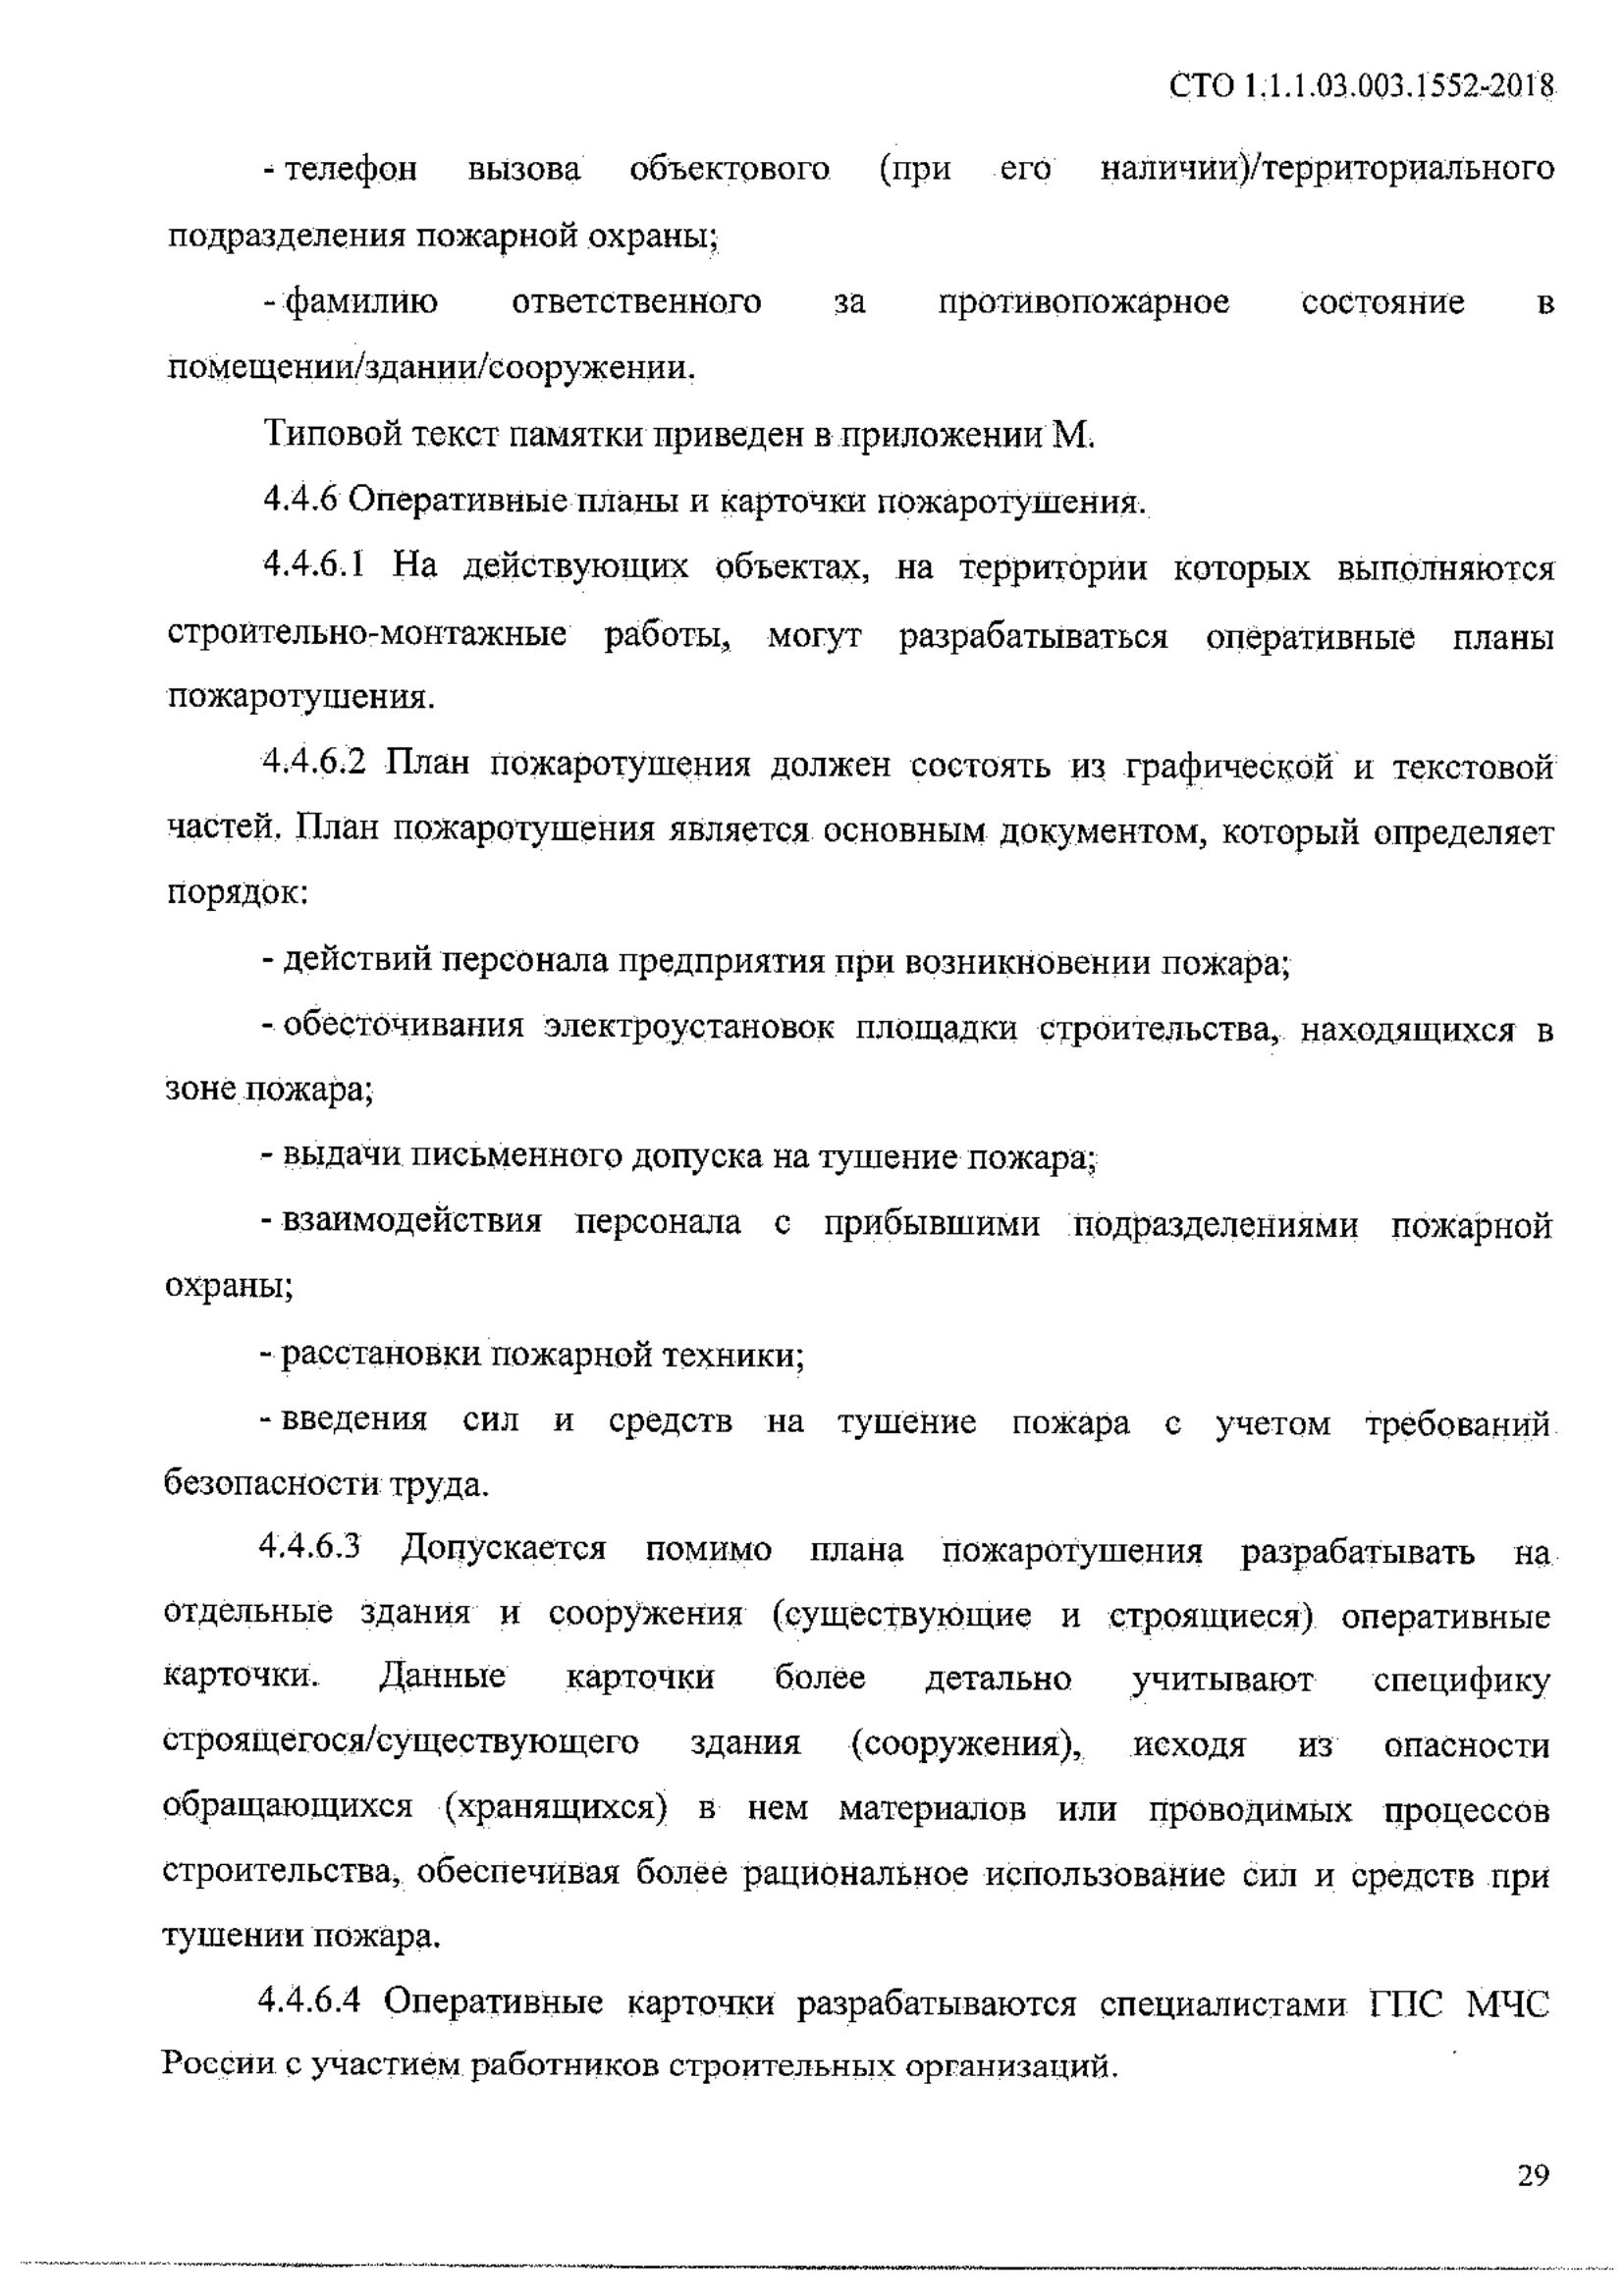 СТО 1.1.1.03.003.1552-2018
- телефон вызова объектового (при его наличии)/территориального
подразделения пожарной охраны;
- фамилию ответственного за противопожарное состояние в
помещении/здании/сооружении.
Типовой текст памятки приведен в приложении М.
4.4.6 Оперативные планы и карточки пожаротушения.
4.4.6.1 На действующих объектах, на территории которых выполняются
строительно-монтажные работы, могут разрабатываться оперативные планы
пожаротушения.
4.4.6.2 План пожаротушения должен состоять из графической и текстовой
частей. План пожаротушения является основным документом, который определяет
порядок:
- действий персонала предприятия при возникновении пожара;
- обесточивания электроустановок площадки строительства, находящихся в
зоне пожара;
- выдачи письменного допуска на тушение пожара;
- взаимодействия персонала с прибывшими подразделениями пожарной
охраны;
- расстановки пожарной техники;
- введения сил и средств на тушение пожара с учетом требований
безопасности труда.
4.4.6.3 Допускается помимо плана пожаротушения разрабатывать на
отдельные здания и сооружения (существующие и строящиеся) оперативные
карточки. Данные карточки более детально учитывают специфику
строящегося/существующего здания (сооружения), исходя из опасности
обращающихся (хранящихся) в нем материалов или проводимых процессов
строительства, обеспечивая более рациональное использование сил и средств при
тушении пожара.
4.4.6.4 Оперативные карточки разрабатываются специалистами ГПС МЧС
России с участием работников строительных организаций.
29